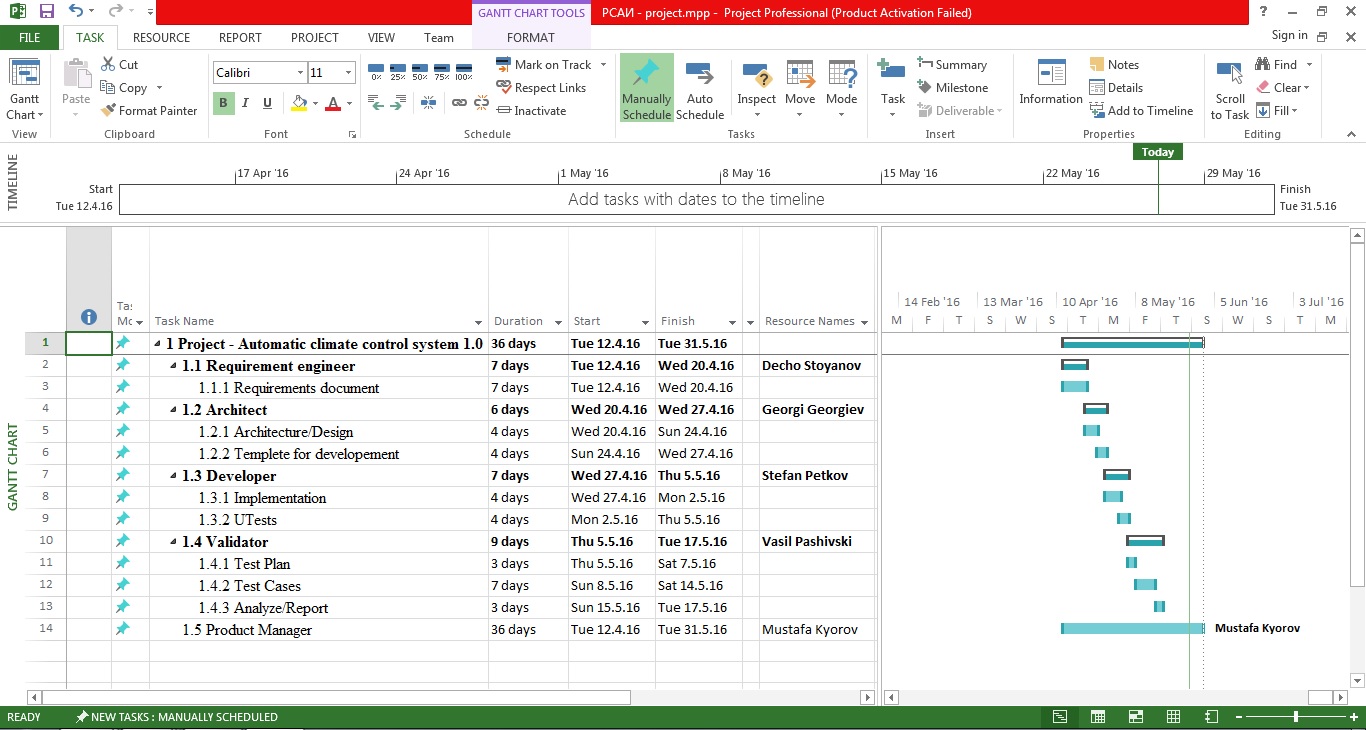 GANTT CHART TOOLS PCАИ - project.mpp - Project Professional (Product Activation Failed) ?
FILE TASK RESOURCE REPORT PROJECT VIEW Team FORMAT Sign in
Gantt Chart
View
Paste
Cut
Copy
Format Painter
Clipboard
Calibri 11
B I U A
Font
0% 25% 50% 75% 100%
Mark on Track
Respect Links
Inactivate
Schedule
Manually Schedule
Auto Schedule
Inspect Move Mode
Tasks
Task
Summary
Milestone
Deliverable
Insert
Information
Notes
Details
Add to Timeline
Properties
Scroll to Task
Find
Clear
Fill
Editing
TIMELINE
Today
17 Apr '16 24 Apr '16 1 May '16 8 May '16 15 May '16 22 May '16 29 May '16
Start
Tue 12.4.16
Add tasks with dates to the timeline
Finish
Tue 31.5.16
GANTT CHART
Tas Mc Task Name Duration Start Finish Resource Names
14 Feb '16 13 Mar '16 10 Apr '16 8 May '16 5 Jun '16 3 Jul '16
M F T S W S T M F T S W S T M
1 1 Project - Automatic climate control system 1.0 36 days Tue 12.4.16 Tue 31.5.16
2 1.1 Requirement engineer 7 days Tue 12.4.16 Wed 20.4.16 Decho Stoyanov
3 1.1.1 Requirements document 7 days Tue 12.4.16 Wed 20.4.16
4 1.2 Architect 6 days Wed 20.4.16 Wed 27.4.16 Georgi Georgiev
5 1.2.1 Architecture/Design 4 days Wed 20.4.16 Sun 24.4.16
6 1.2.2 Templete for developement 4 days Sun 24.4.16 Wed 27.4.16
7 1.3 Developer 7 days Wed 27.4.16 Thu 5.5.16 Stefan Petkov
8 1.3.1 Implementation 4 days Wed 27.4.16 Mon 2.5.16
9 1.3.2 UTests 4 days Mon 2.5.16 Thu 5.5.16
10 1.4 Validator 9 days Thu 5.5.16 Tue 17.5.16 Vasil Pashivski
11 1.4.1 Test Plan 3 days Thu 5.5.16 Sat 7.5.16
12 1.4.2 Test Cases 7 days Sun 8.5.16 Sat 14.5.16
13 1.4.3 Analyze/Report 3 days Sun 15.5.16 Tue 17.5.16
14 1.5 Product Manager 36 days Tue 12.4.16 Tue 31.5.16 Mustafa Kyorov Mustafa Kyorov
READY NEW TASKS : MANUALLY SCHEDULED